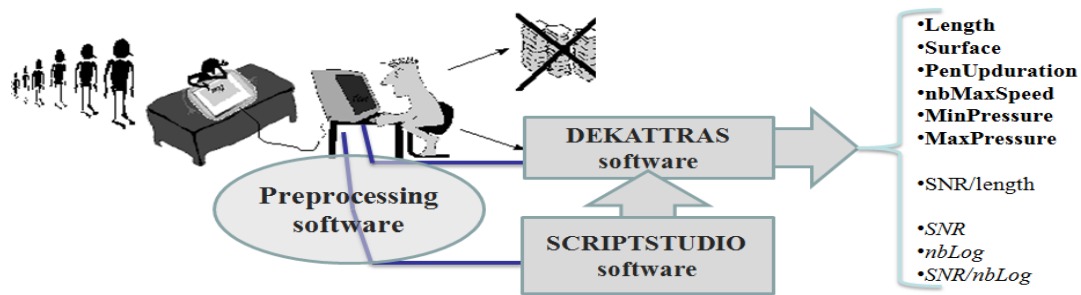 Preprocessing
software
DEKATTRAS
software
SCRIPTSTUDIO
software
•Length
•Surface
•PenUpduration
•nbMaxSpeed
•MinPressure
•MaxPressure
•SNR/length
•SNR
•nbLog
•SNR/nbLog